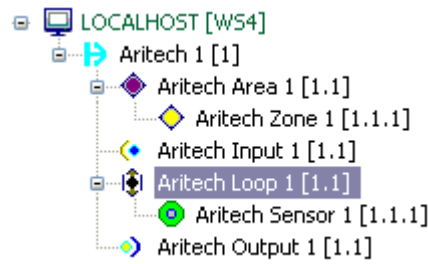 LOCALHOST [WS4]
Aritech 1 [1]
Aritech Area 1 [1.1]
Aritech Zone 1 [1.1.1]
Aritech Input 1 [1.1]
Aritech Loop 1 [1.1]
Aritech Sensor 1 [1.1.1]
Aritech Output 1 [1.1]